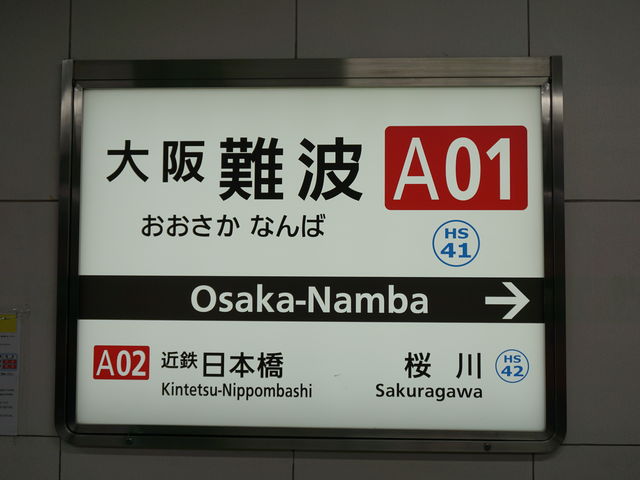 大阪難波 A01
おおさか なんば HS 41
Osaka-Namba →
A02 近鉄日本橋 桜川 HS 42
Kintetsu-Nippombashi Sakuragawa